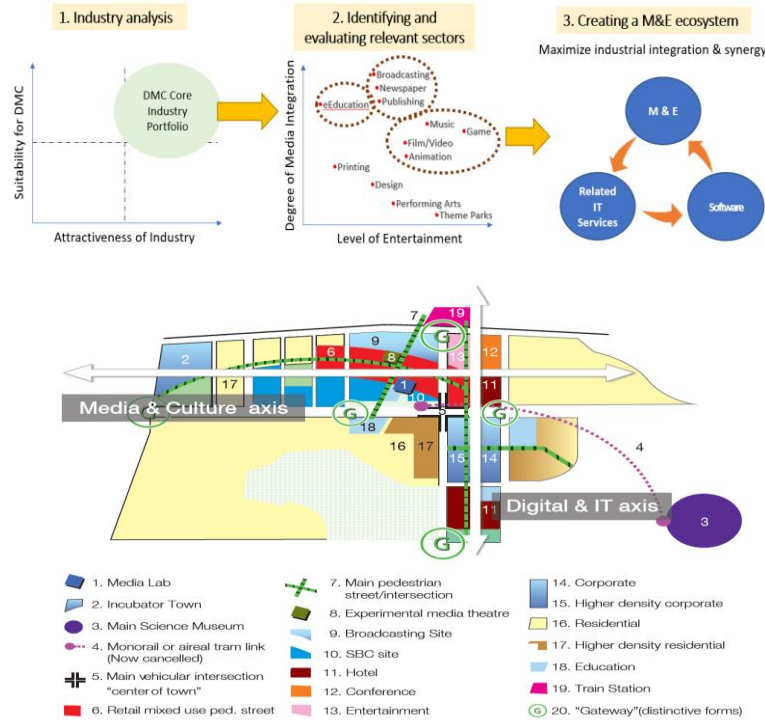 1. Industry analysis
2. Identifying and
evaluating relevant sectors
3. Creating a M&E ecosystem
Maximize industrial integration & synergy
Suitability for DMC
DMC Core
Industry
Portfolio
Attractiveness of Industry
Degree of Media Integration
Broadcasting
Newspaper
eEducation
Publishing
Music
Game
Film/Video
Animation
Printing
Design
Performing Arts
Theme Parks
Level of Entertainment
M & E
Related
IT
Services
Software
7
19
G
9
6
8
13
12
2
17
1
11
10
Media & Culture axis
G
G
5
G
18
16
17
15
14
4
Digital & IT axis
11
3
G
1. Media Lab
2. Incubator Town
3. Main Science Museum
4. Monorail or aireal tram link
(Now cancelled)
5. Main vehicular intersection
"center of town"
6. Retail mixed use ped. street
7. Main pedestrian
street/intersection
8. Experimental media theatre
9. Broadcasting Site
10. SBC site
11. Hotel
12. Conference
13. Entertainment
14. Corporate
15. Higher density corporate
16. Residential
17. Higher density residential
18. Education
19. Train Station
G 20. "Gateway"(distinctive forms)